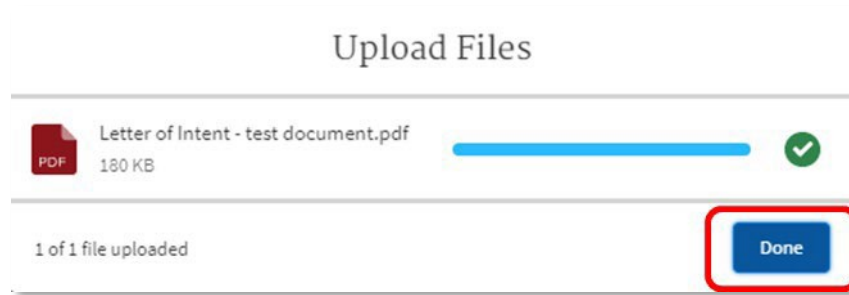 Upload Files
Letter of Intent - test document.pdf
PDF
180 KB
1 of 1 file uploaded
Done